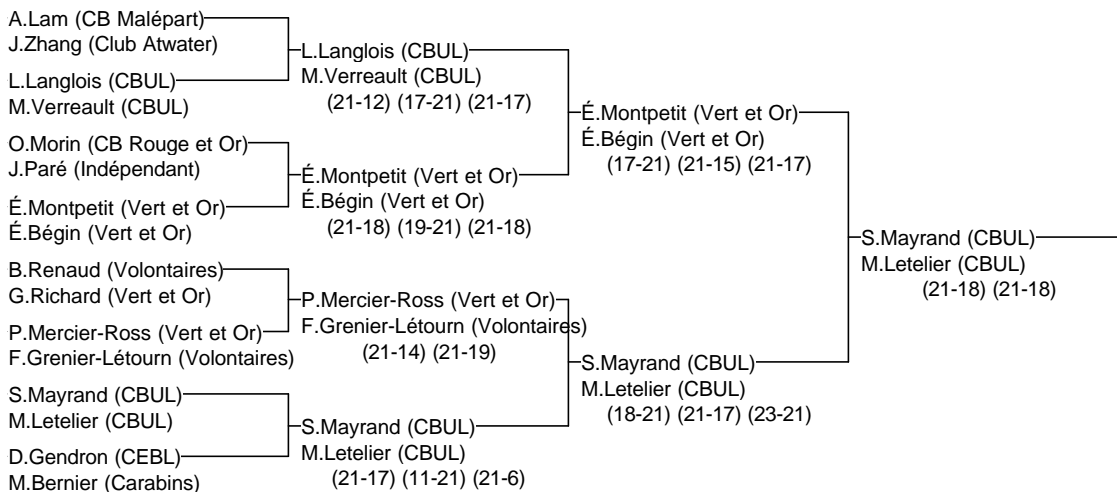 A.Lam (CB Malépart)
J.Zhang (Club Atwater)
L.Langlois (CBUL)
M.Verreault (CBUL)
O.Morin (CB Rouge et Or)
J.Paré (Indépendant)
É.Montpetit (Vert et Or)
É.Bégin (Vert et Or)
B.Renaud (Volontaires)
G.Richard (Vert et Or)
P.Mercier-Ross (Vert et Or)
F.Grenier-Létourn (Volontaires)
S.Mayrand (CBUL)
M.Letelier (CBUL)
D.Gendron (CEBL)
M.Bernier (Carabins)
L.Langlois (CBUL)
M.Verreault (CBUL)
(21-12) (17-21) (21-17)
É.Montpetit (Vert et Or)
É.Bégin (Vert et Or)
(21-18) (19-21) (21-18)
P.Mercier-Ross (Vert et Or)
F.Grenier-Létourn (Volontaires)
(21-14) (21-19)
S.Mayrand (CBUL)
M.Letelier (CBUL)
(21-17) (11-21) (21-6)
É.Montpetit (Vert et Or)
É.Bégin (Vert et Or)
(17-21) (21-15) (21-17)
S.Mayrand (CBUL)
M.Letelier (CBUL)
(18-21) (21-17) (23-21)
S.Mayrand (CBUL)
M.Letelier (CBUL)
(21-18) (21-18)